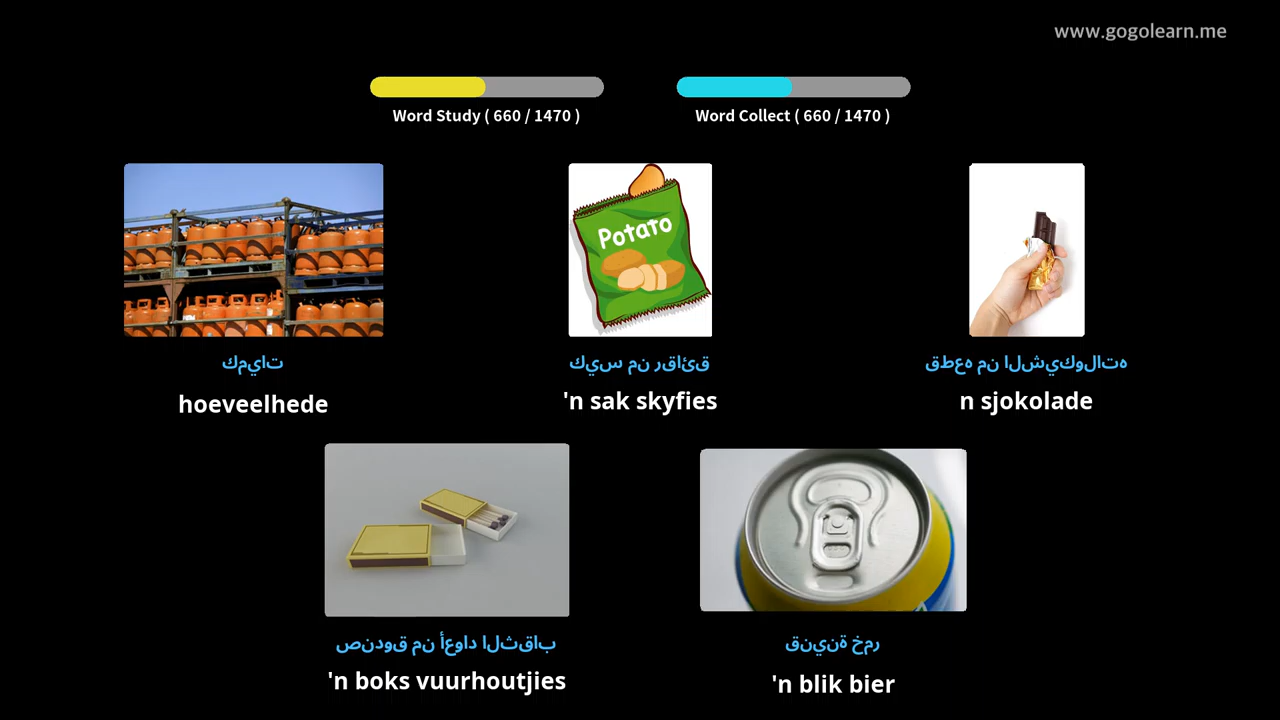 www.gogolearn.me
Word Study ( 660 / 1470 )
Word Collect ( 660 / 1470 )
كميات
hoeveelhede
كيس من رقائق
'n sak skyfies
قطعه من الشيكولاته
n sjokolade
Potato
صندوق من أعواد الثقاب
'n boks vuurhoutjies
قنينة خمر
'n blik bier